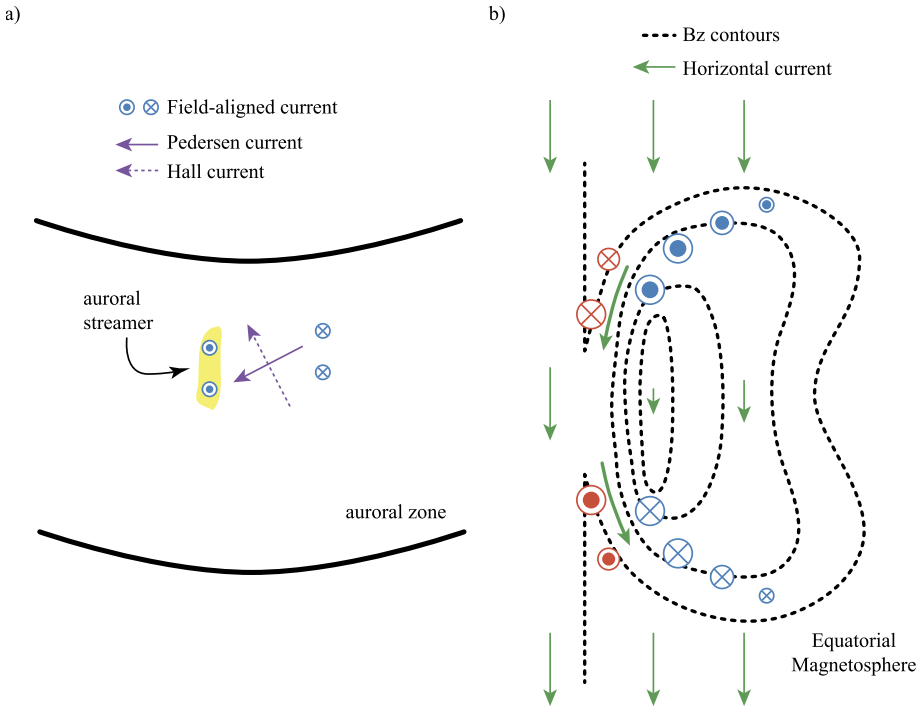 a)
Field-aligned current
Pedersen current
Hall current
auroral
streamer
auroral zone
b)
Bz contours
Horizontal current
Equatorial
Magnetosphere